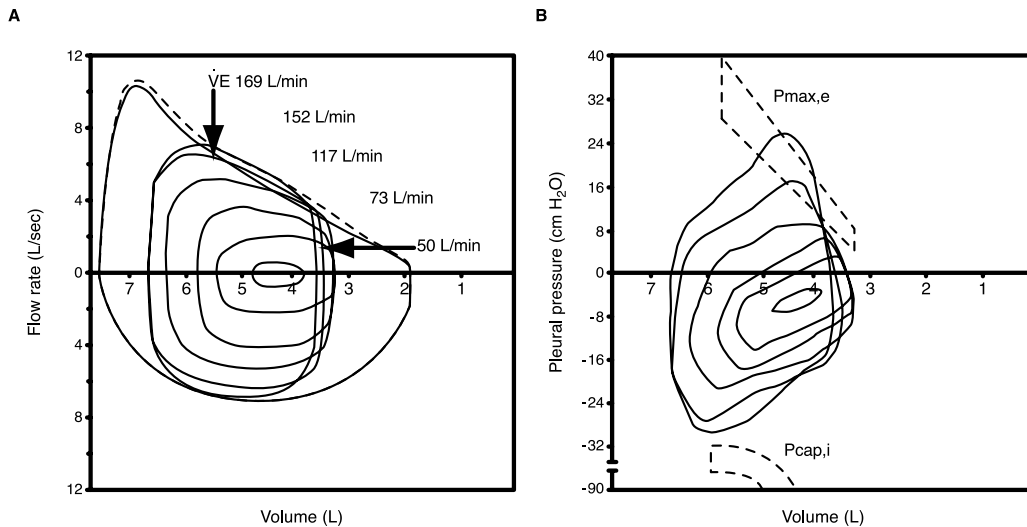 A
B
12
8
4
0
4
8
12
Flow rate (L/sec)
7
6
5
4
3
2
1
Volume (L)
V̇E 169 L/min
152 L/min
117 L/min
73 L/min
50 L/min
40
32
24
16
8
0
-8
-16
-24
-32
-90
Pleural pressure (cm H₂O)
7
6
5
4
3
2
1
Volume (L)
Pmax,e
Pcap,i